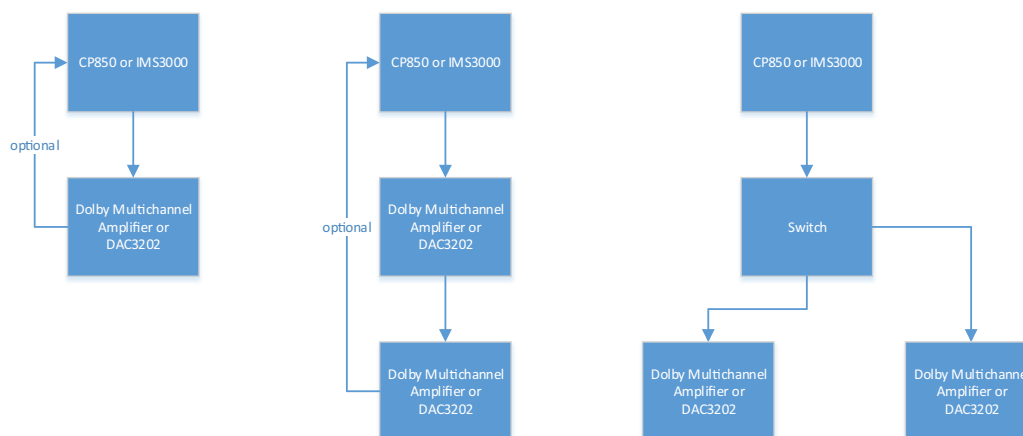 CP850 or IMS3000
optional
Dolby Multichannel
Amplifier or
DAC3202
CP850 or IMS3000
Dolby Multichannel
Amplifier or
DAC3202
optional
Dolby Multichannel
Amplifier or
DAC3202
CP850 or IMS3000
Switch
Dolby Multichannel
Amplifier or
DAC3202
Dolby Multichannel
Amplifier or
DAC3202